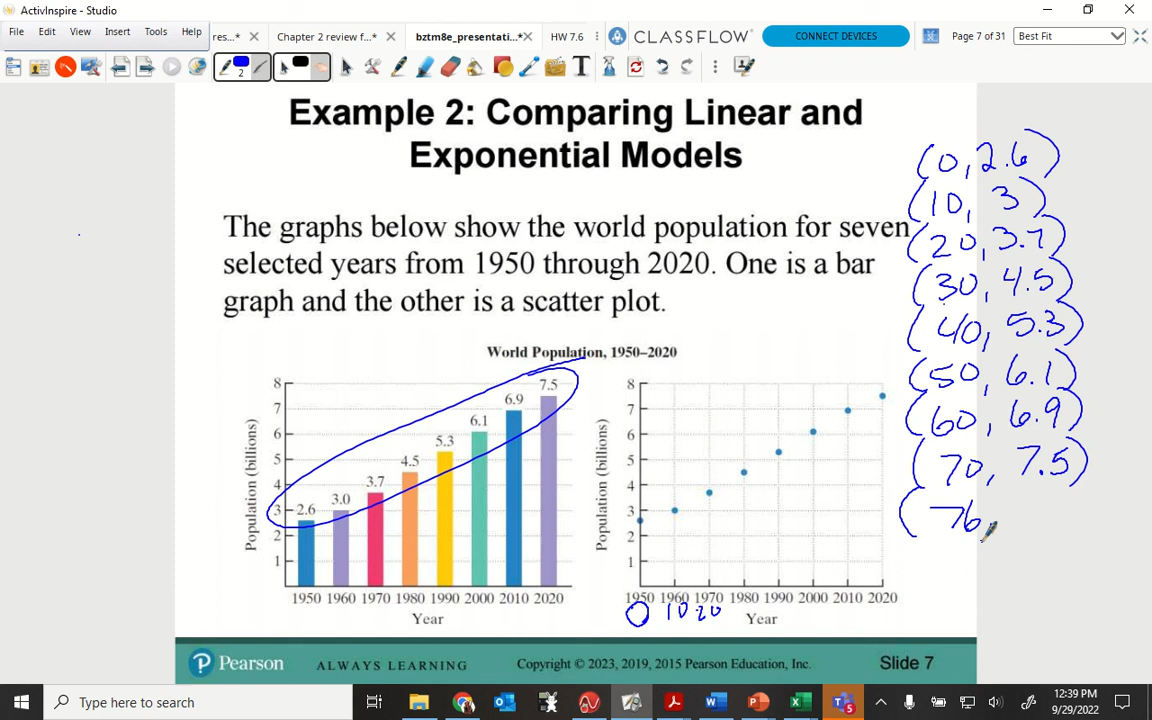 ActivInspire - Studio
File Edit View Insert Tools Help
res...* Chapter 2 review f...* bztm8e_presentati...* HW 7.6
CLASSFLOW CONNECT DEVICES Page 7 of 31 Best Fit
2
Example 2: Comparing Linear and
Exponential Models
The graphs below show the world population for seven
selected years from 1950 through 2020. One is a bar
graph and the other is a scatter plot.
(0, 2.6)
(10, 3)
(20, 3.7)
(30, 4.5)
(40, 5.3)
(50, 6.1)
(60, 6.9)
(70, 7.5)
(76,
World Population, 1950–2020
Population (billions)
8
7
6
5
4
3
2
1
2.6 3.0 3.7 4.5 5.3 6.1 6.9 7.5
1950 1960 1970 1980 1990 2000 2010 2020
Year
Population (billions)
8
7
6
5
4
3
2
1
1950 1960 1970 1980 1990 2000 2010 2020
0 10 20
Year
Pearson ALWAYS LEARNING Copyright © 2023, 2019, 2015 Pearson Education, Inc. Slide 7
Type here to search
12:39 PM
9/29/2022